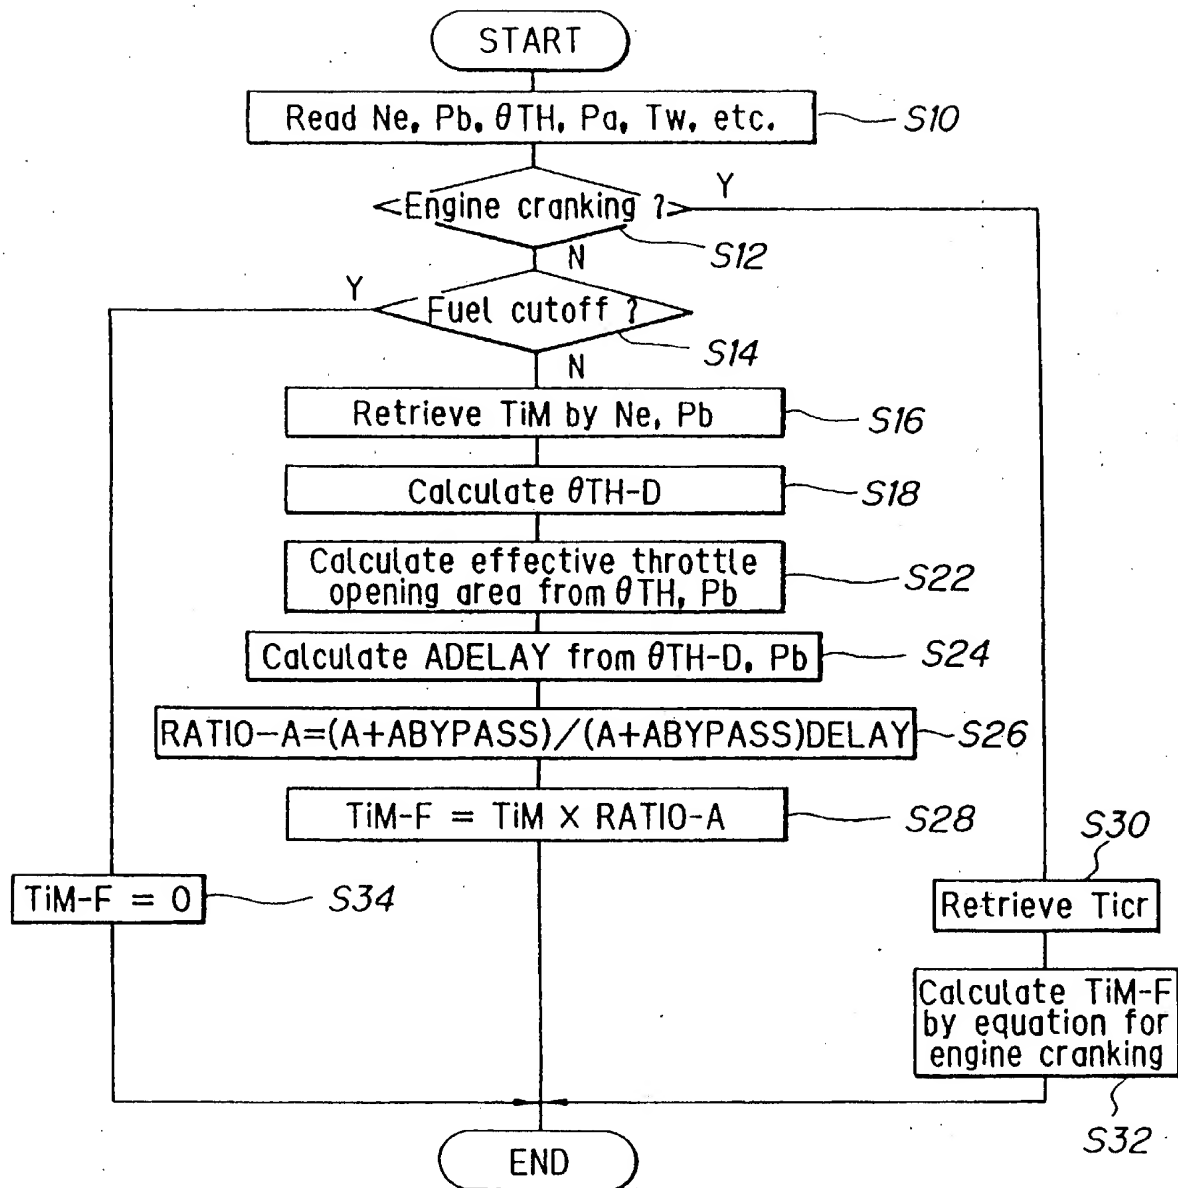 START
Read Ne, Pb, θTH, Pa, Tw, etc.
S10
Engine cranking ?
Y
S12
N
Y
Fuel cutoff ?
S14
N
Retrieve TiM by Ne, Pb
S16
Calculate θTH-D
S18
Calculate effective throttle
opening area from θTH, Pb
S22
Calculate ADELAY from θTH-D, Pb
S24
RATIO-A=(A+ABYPASS)/(A+ABYPASS)DELAY
S26
TiM-F = TiM × RATIO-A
S28
S30
TiM-F = 0
S34
Retrieve Ticr
Calculate TiM-F
by equation for
engine cranking
S32
END